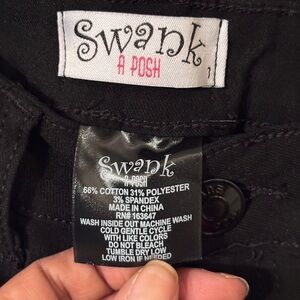 Swank
A POSH
7
Swank
A POSH
66% COTTON 31% POLYESTER
3% SPANDEX
MADE IN CHINA
RN# 163647
WASH INSIDE OUT MACHINE WASH
COLD GENTLE CYCLE
WITH LIKE COLORS
DO NOT BLEACH
TUMBLE DRY LOW
LOW IRON IF NEEDED